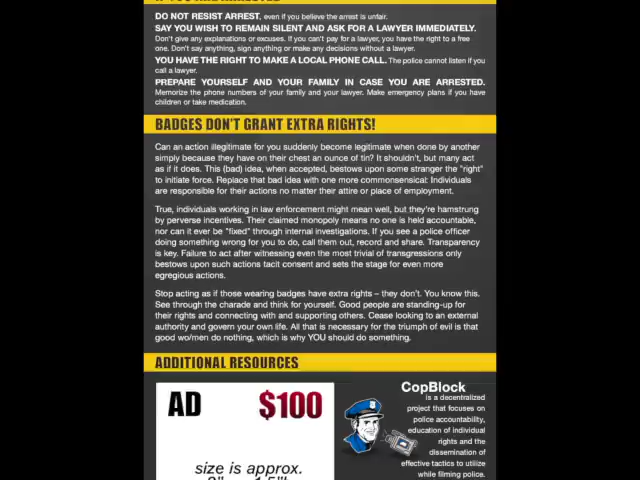 DO NOT RESIST ARREST, even if you believe the arrest is unfair.
SAY YOU WISH TO REMAIN SILENT AND ASK FOR A LAWYER IMMEDIATELY.
Don't give any explanations or excuses. If you can't pay for a lawyer, you have the right to a free
one. Don't say anything, sign anything or make any decisions without a lawyer.
YOU HAVE THE RIGHT TO MAKE A LOCAL PHONE CALL. The police cannot listen if you
call a lawyer.
PREPARE YOURSELF AND YOUR FAMILY IN CASE YOU ARE ARRESTED.
Memorize the phone numbers of your family and your lawyer. Make emergency plans if you have
children or take medication.
BADGES DON'T GRANT EXTRA RIGHTS!
Can an action illegitimate for you suddenly become legitimate when done by another
simply because they have on their chest an ounce of tin? It shouldn't, but many act
as if it does. This (bad) idea, when accepted, bestows upon some stranger the "right"
to initiate force. Replace that bad idea with one more commonsensical: Individuals
are responsible for their actions no matter their attire or place of employment.
True, individuals working in law enforcement might mean well, but they're hamstrung
by perverse incentives. Their claimed monopoly means no one is held accountable,
nor can it ever be "fixed" through internal investigations. If you see a police officer
doing something wrong for you to do, call them out, record and share. Transparency
is key. Failure to act after witnessing even the most trivial of transgressions only
bestows upon such actions tacit consent and sets the stage for even more
egregious actions.
Stop acting as if those wearing badges have extra rights – they don't. You know this.
See through the charade and think for yourself. Good people are standing-up for
their rights and connecting with and supporting others. Cease looking to an external
authority and govern your own life. All that is necessary for the triumph of evil is that
good wo/men do nothing, which is why YOU should do something.
ADDITIONAL RESOURCES
AD $100
size is approx.
CopBlock
is a decentralized
project that focuses on
police accountability,
education of individual
rights and the
dissemination of
effective tactics to utilize
while filming police.